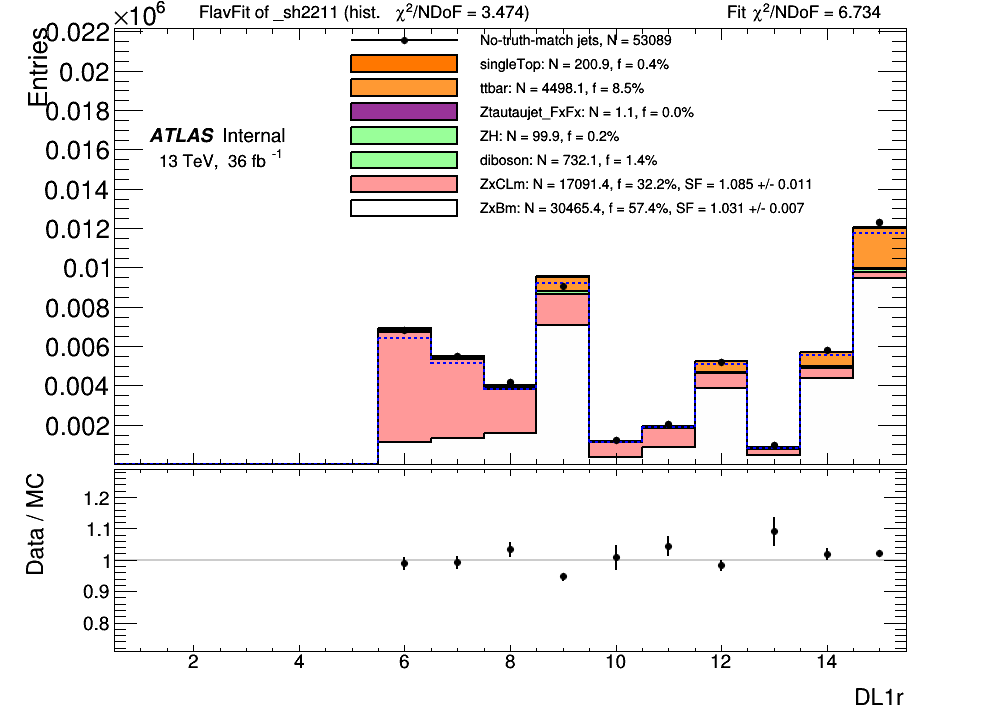 ×10⁶ FlavFit of _sh2211 (hist. χ²/NDoF = 3.474) Fit χ²/NDoF = 6.734
Entries
0.022
0.02
0.018
0.016
0.014
0.012
0.01
0.008
0.006
0.004
0.002
No-truth-match jets, N = 53089
singleTop: N = 200.9, f = 0.4%
ttbar: N = 4498.1, f = 8.5%
Ztautaujet_FxFx: N = 1.1, f = 0.0%
ZH: N = 99.9, f = 0.2%
diboson: N = 732.1, f = 1.4%
ZxCLm: N = 17091.4, f = 32.2%, SF = 1.085 +/- 0.011
ZxBm: N = 30465.4, f = 57.4%, SF = 1.031 +/- 0.007
ATLAS Internal
13 TeV, 36 fb⁻¹
Data / MC
1.2
1.1
1
0.9
0.8
2 4 6 8 10 12 14
DL1r